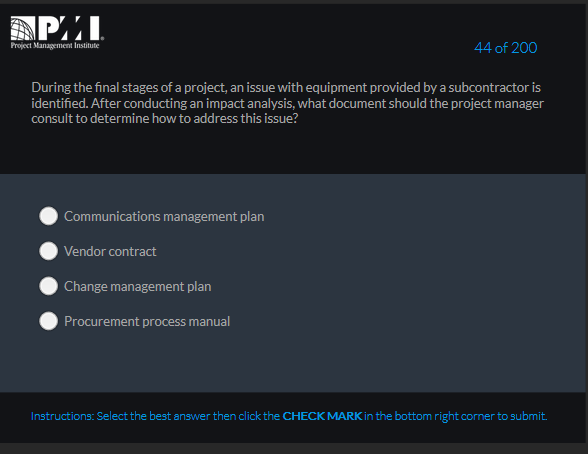 PMI.
Project Management Institute
44 of 200
During the final stages of a project, an issue with equipment provided by a subcontractor is
identified. After conducting an impact analysis, what document should the project manager
consult to determine how to address this issue?
Communications management plan
Vendor contract
Change management plan
Procurement process manual
Instructions: Select the best answer then click the CHECK MARK in the bottom right corner to submit.